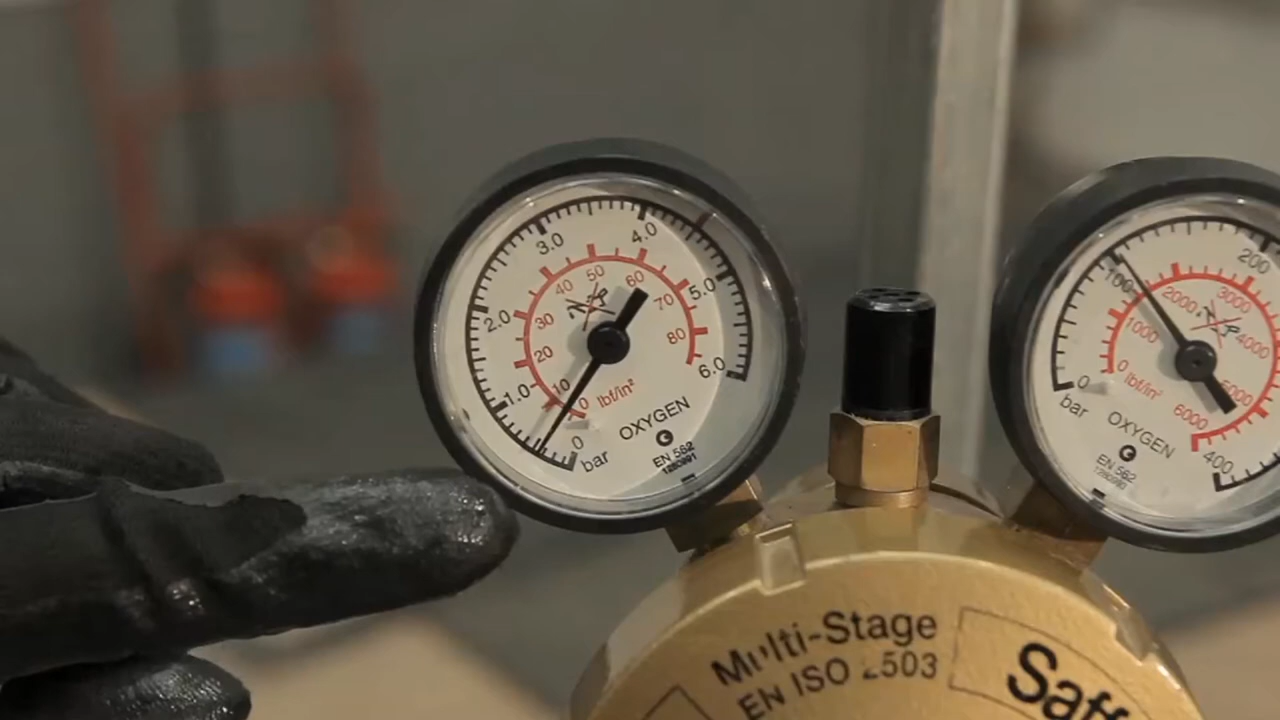 3.0
4.0
50
40
60
2.0
5.0
30
70
20
80
1.0
10
6.0
0
lbf/in²
0
bar
OXYGEN
EN 562
200
100
2000
3000
1000
4000
0
lbf/in²
5000
0
6000
bar
OXYGEN
400
EN 562
Multi-Stage
EN ISO 2503
Saff